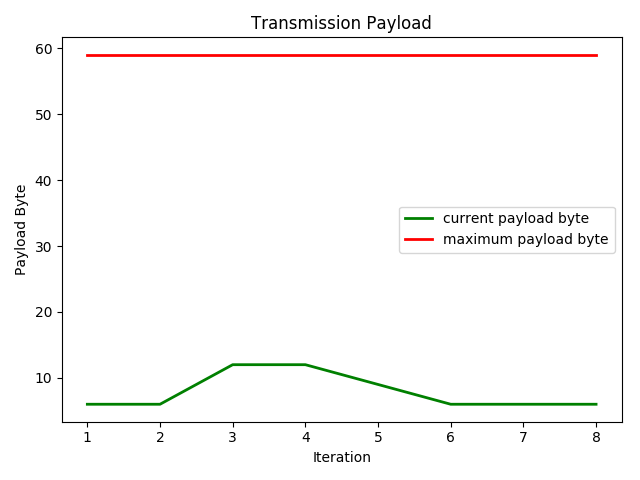 Transmission Payload
60
50
40
30
20
10
Payload Byte
current payload byte
maximum payload byte
1 2 3 4 5 6 7 8
Iteration